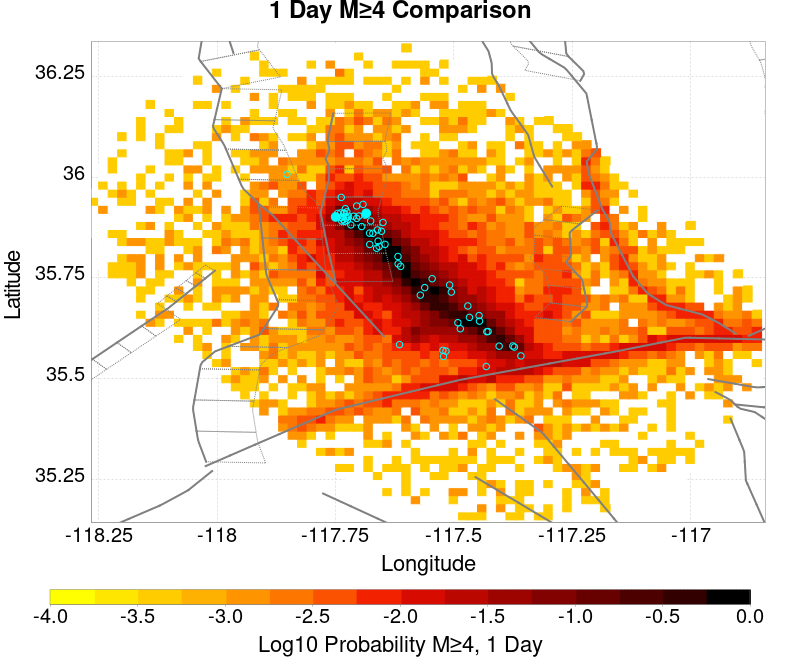 1 Day M≥4 Comparison
36.25
36
35.75
35.5
35.25
Latitude
-118.25 -118 -117.75 -117.5 -117.25 -117
Longitude
-4.0 -3.5 -3.0 -2.5 -2.0 -1.5 -1.0 -0.5 0.0
Log10 Probability M≥4, 1 Day